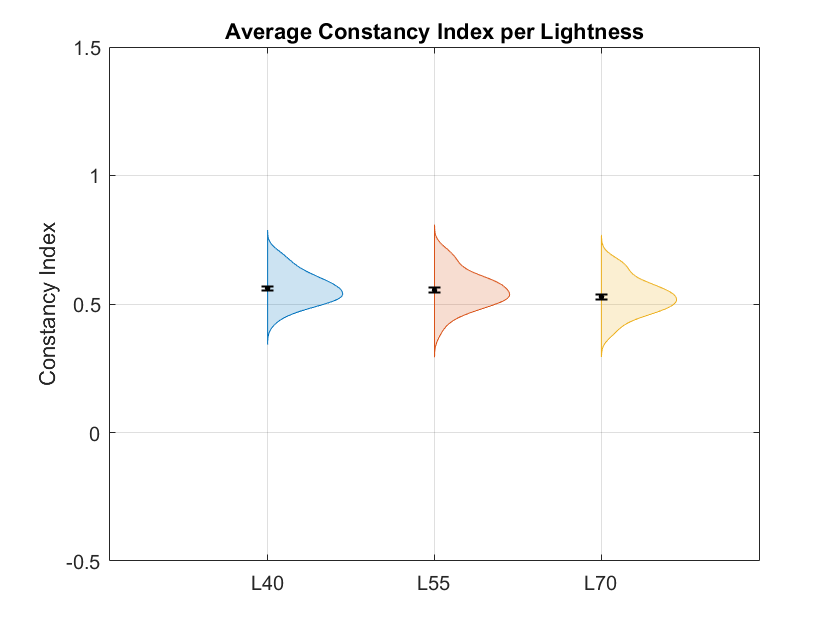 Average Constancy Index per Lightness
1.5
1
0.5
0
-0.5
Constancy Index
L40
L55
L70